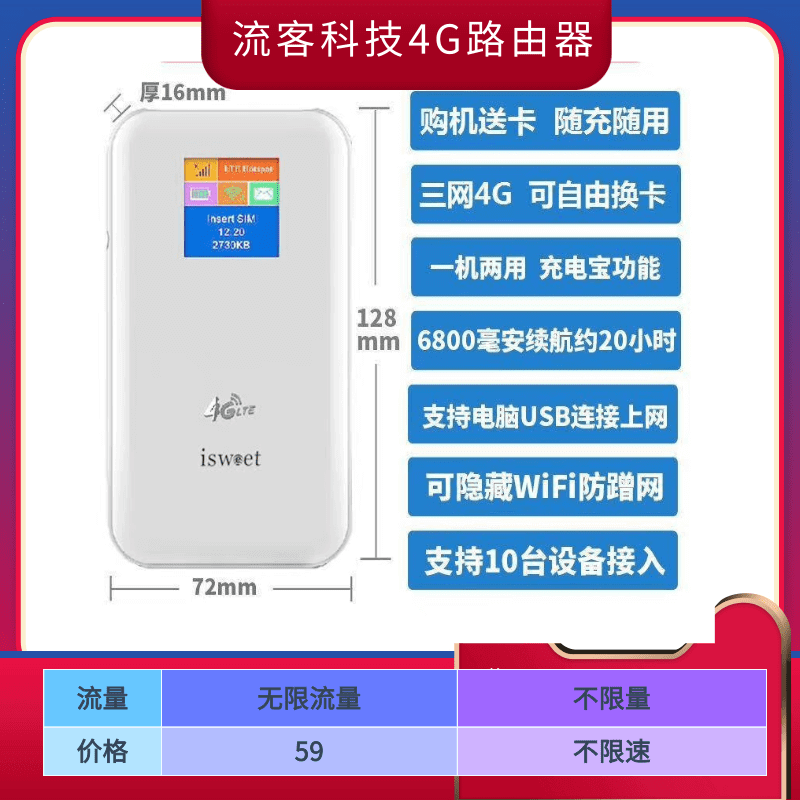 流客科技4G路由器
厚16mm
购机送卡 随充随用
三网4G 可自由换卡
一机两用 充电宝功能
6800毫安续航约20小时
支持电脑USB连接上网
可隐藏WiFi防蹭网
支持10台设备接入
LTE Hotspot
Insert SIM
12.20
2730KB
128
mm
4G LTE
isweet
72mm
流量 无限流量 不限量
价格 59 不限速